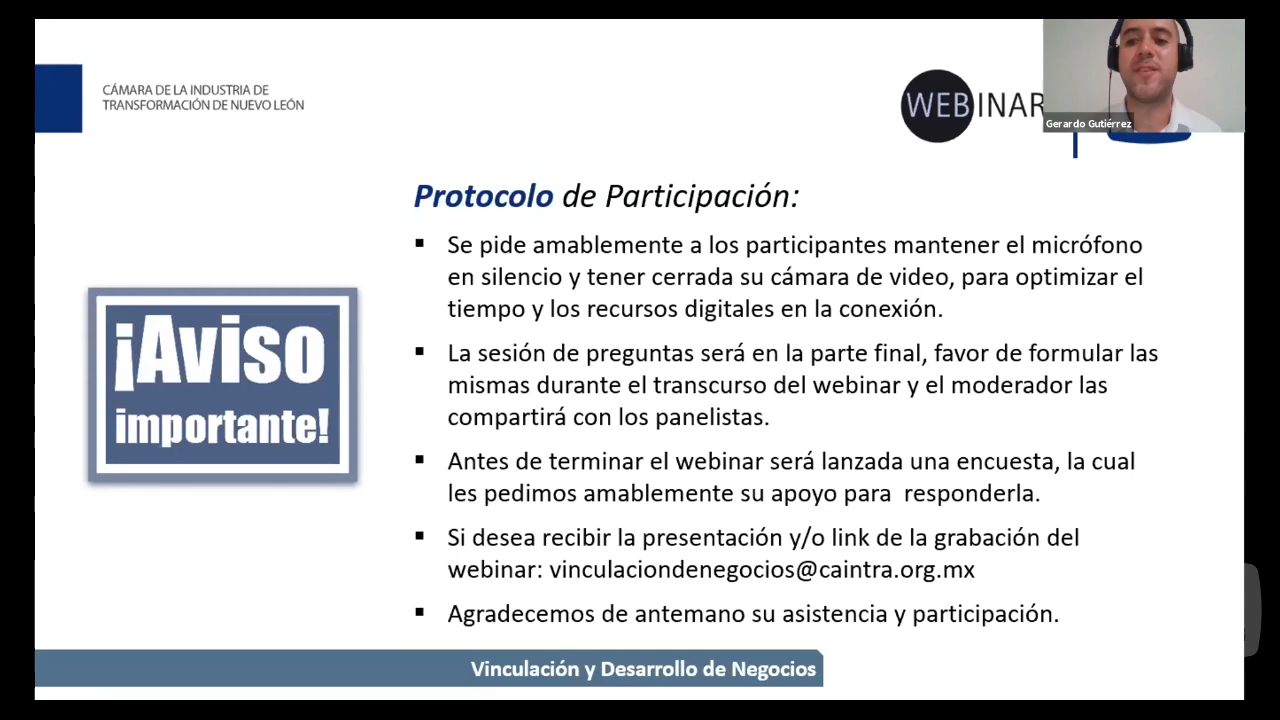 CÁMARA DE LA INDUSTRIA DE
TRANSFORMACIÓN DE NUEVO LEÓN
WEBINAR
Gerardo Gutiérrez
Protocolo de Participación:
▪ Se pide amablemente a los participantes mantener el micrófono
en silencio y tener cerrada su cámara de video, para optimizar el
tiempo y los recursos digitales en la conexión.
▪ La sesión de preguntas será en la parte final, favor de formular las
mismas durante el transcurso del webinar y el moderador las
compartirá con los panelistas.
▪ Antes de terminar el webinar será lanzada una encuesta, la cual
les pedimos amablemente su apoyo para responderla.
▪ Si desea recibir la presentación y/o link de la grabación del
webinar: vinculaciondenegocios@caintra.org.mx
▪ Agradecemos de antemano su asistencia y participación.
¡Aviso
importante!
Vinculación y Desarrollo de Negocios